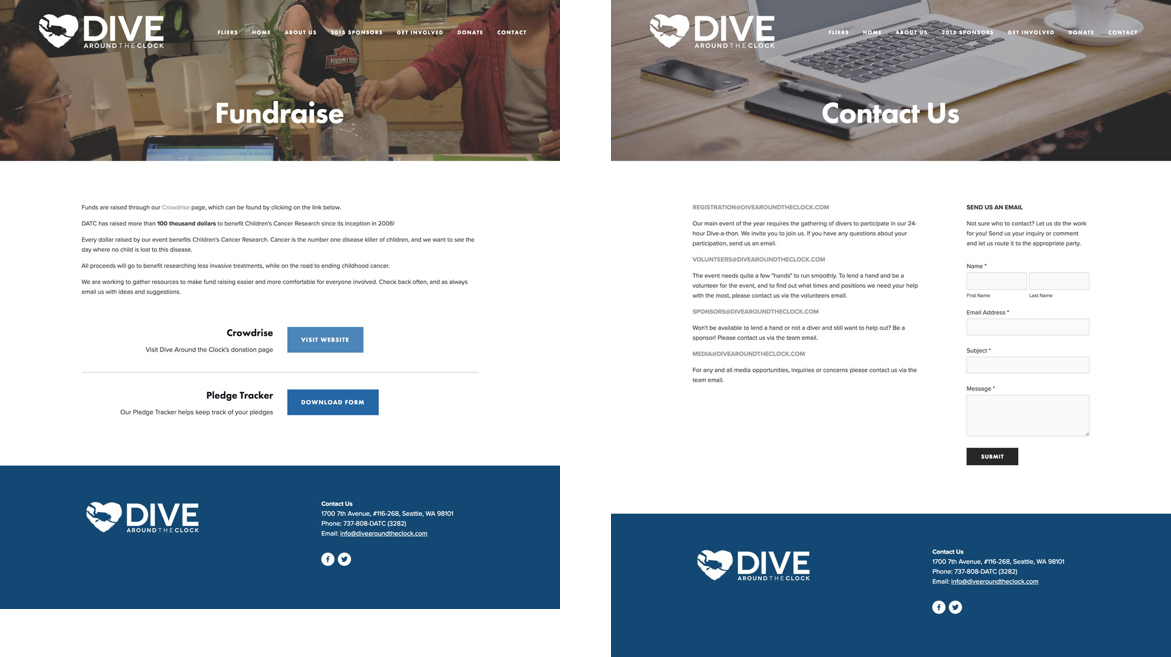 DIVE
AROUND THE CLOCK
FLIERS HOME ABOUT US 2015 SPONSORS GET INVOLVED DONATE CONTACT
Fundraise
Funds are raised through our Crowdrise page, which can be found by clicking on the link below.
DATC has raised more than 100 thousand dollars to benefit Children's Cancer Research since its inception in 2006!
Every dollar raised by our event benefits Children's Cancer Research. Cancer is the number one disease killer of children, and we want to see the
day where no child is lost to this disease.
All proceeds will go to benefit researching less invasive treatments, while on the road to ending childhood cancer.
We are working to gather resources to make fund raising easier and more comfortable for everyone involved. Check back often, and as always
email us with ideas and suggestions.
Crowdrise
Visit Dive Around the Clock's donation page
VISIT WEBSITE
Pledge Tracker
Our Pledge Tracker helps keep track of your pledges
DOWNLOAD FORM
DIVE
AROUND THE CLOCK
Contact Us
1700 7th Avenue, #116-268, Seattle, WA 98101
Phone: 737-808-DATC (3282)
Email: info@divearoundtheclock.com
DIVE
AROUND THE CLOCK
FLIERS HOME ABOUT US 2015 SPONSORS GET INVOLVED DONATE CONTACT
Contact Us
REGISTRATION@DIVEAROUNDTHECLOCK.COM
Our main event of the year requires the gathering of divers to participate in our 24-
hour Dive-a-thon. We invite you to join us. If you have any questions about your
participation, send us an email.
VOLUNTEERS@DIVEAROUNDTHECLOCK.COM
The event needs quite a few "hands" to run smoothly. To lend a hand and be a
volunteer for the event, and to find out what times and positions we need your help
with the most, please contact us via the volunteers email.
SPONSORS@DIVEAROUNDTHECLOCK.COM
Won't be available to lend a hand or not a diver and still want to help out? Be a
sponsor! Please contact us via the team email.
MEDIA@DIVEAROUNDTHECLOCK.COM
For any and all media opportunities, inquiries or concerns please contact us via the
team email.
SEND US AN EMAIL
Not sure who to contact? Let us do the work
for you! Send us your inquiry or comment
and let us route it to the appropriate party.
Name *
First Name Last Name
Email Address *
Subject *
Message *
SUBMIT
DIVE
AROUND THE CLOCK
Contact Us
1700 7th Avenue, #116-268, Seattle, WA 98101
Phone: 737-808-DATC (3282)
Email: info@divearoundtheclock.com